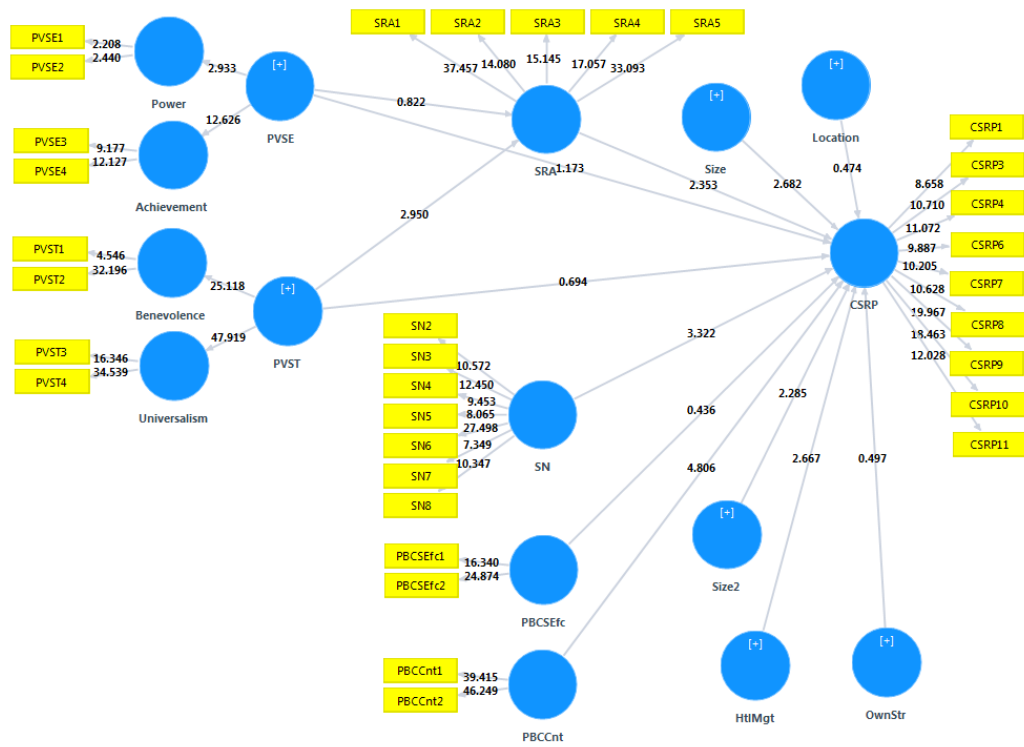 SRA1 SRA2 SRA3 SRA4 SRA5
37.457 14.080 15.145 17.057 33.093
PVSE1
PVSE2
2.208
2.440
Power
2.933
[+]
PVSE
12.626
PVSE3
PVSE4
9.177
12.127
Achievement
0.822
SRA
1.173
2.353
2.950
[+]
Size
2.682
[+]
Location
0.474
CSRP1
CSRP3
CSRP4
CSRP6
CSRP7
CSRP8
CSRP9
CSRP10
CSRP11
8.658
10.710
11.072
9.887
10.205
10.628
19.967
12.028
CSRP
PVST1
PVST2
4.546
32.196
Benevolence
25.118
[+]
PVST
47.919
PVST3
PVST4
16.346
34.539
Universalism
0.694
SN2
SN3
SN4
SN5
SN6
SN7
SN8
10.572
12.450
9.453
8.065
27.498
7.349
10.347
SN
3.322
PBCSEfc1
PBCSEfc2
16.340
24.874
PBCSEfc
0.436
PBCCnt1
PBCCnt2
39.415
46.249
PBCCnt
4.806
[+]
Size2
2.285
[+]
HtlMgt
2.667
[+]
OwnStr
0.497